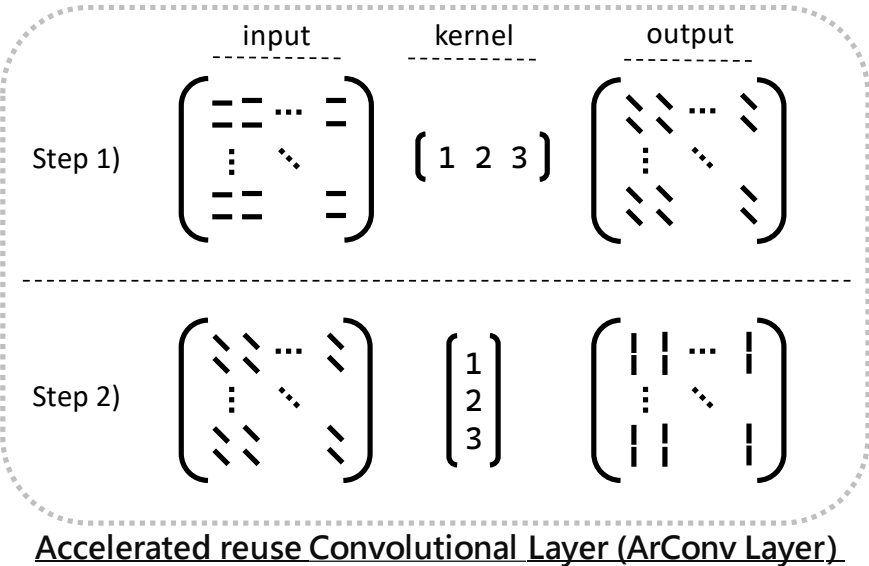 input kernel output
Step 1)
1 2 3
Step 2)
1
2
3
Accelerated reuse Convolutional Layer (ArConv Layer)